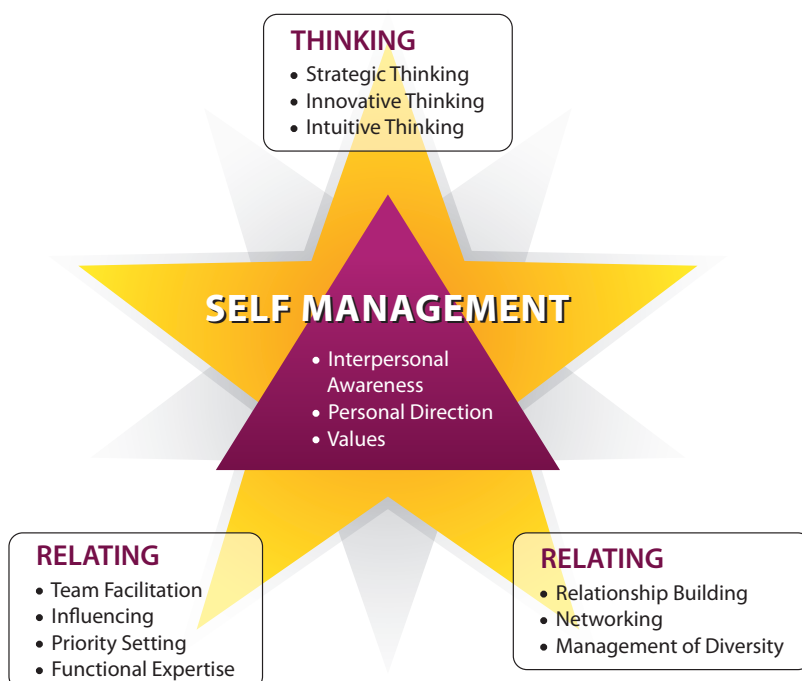 THINKING
• Strategic Thinking
• Innovative Thinking
• Intuitive Thinking
SELF MANAGEMENT
• Interpersonal
Awareness
• Personal Direction
• Values
RELATING
• Team Facilitation
• Influencing
• Priority Setting
• Functional Expertise
RELATING
• Relationship Building
• Networking
• Management of Diversity